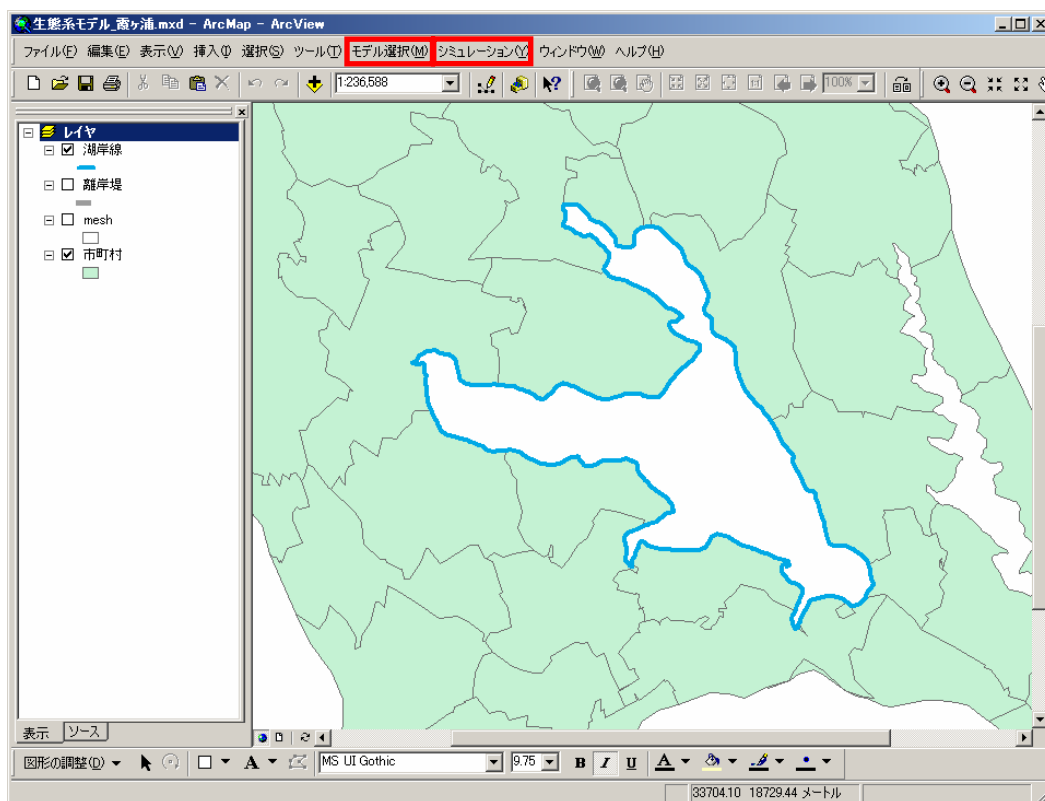 生態系モデル_霞ヶ浦.mxd - ArcMap - ArcView
ファイル(F) 編集(E) 表示(V) 挿入(I) 選択(S) ツール(T) モデル選択(M) シミュレーション(Y) ウィンドウ(W) ヘルプ(H)
1:236,588 100%
レイヤ
湖岸線
離岸堤
mesh
市町村
表示 ソース
図形の調整(D) A MS UI Gothic 9.75 B I U A
33704.10 18729.44 メートル